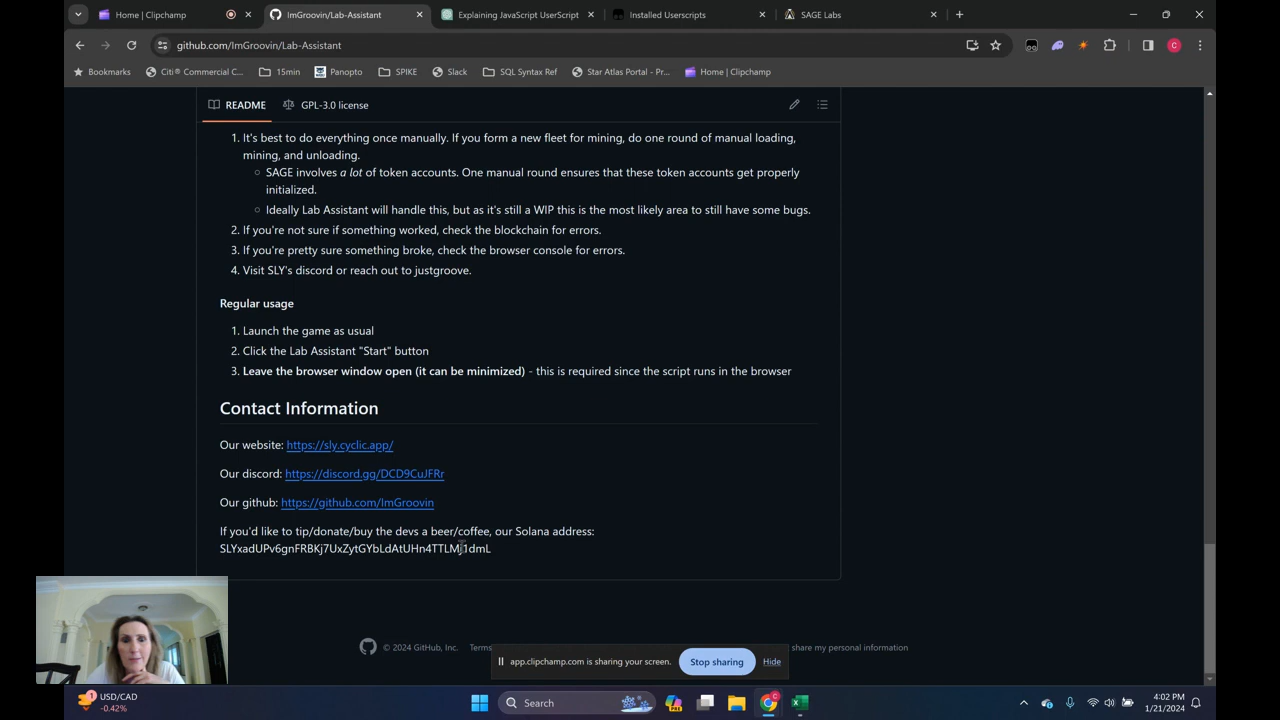 Home | Clipchamp
ImGroovin/Lab-Assistant
Explaining JavaScript UserScript
Installed Userscripts
SAGE Labs
github.com/ImGroovin/Lab-Assistant
C
Bookmarks
Citi® Commercial C...
15min
Panopto
SPIKE
Slack
SQL Syntax Ref
Star Atlas Portal - Pr...
Home | Clipchamp
README
GPL-3.0 license
1. It's best to do everything once manually. If you form a new fleet for mining, do one round of manual loading,
mining, and unloading.
SAGE involves a lot of token accounts. One manual round ensures that these token accounts get properly
initialized.
Ideally Lab Assistant will handle this, but as it's still a WIP this is the most likely area to still have some bugs.
2. If you're not sure if something worked, check the blockchain for errors.
3. If you're pretty sure something broke, check the browser console for errors.
4. Visit SLY's discord or reach out to justgroove.
Regular usage
1. Launch the game as usual
2. Click the Lab Assistant "Start" button
3. Leave the browser window open (it can be minimized) - this is required since the script runs in the browser
Contact Information
Our website: https://sly.cyclic.app/
Our discord: https://discord.gg/DCD9CuJFRr
Our github: https://github.com/ImGroovin
If you'd like to tip/donate/buy the devs a beer/coffee, our Solana address:
© 2024 GitHub, Inc.
Terms
share my personal information
app.clipchamp.com is sharing your screen.
Stop sharing
Hide
1
USD/CAD
-0.42%
Search
PRE
C
4:02 PM
1/21/2024